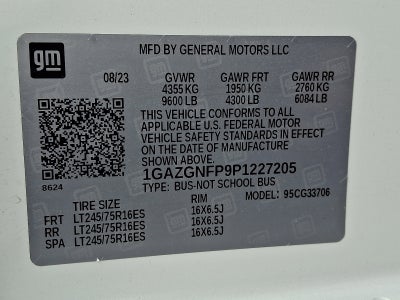 gm
MFD BY GENERAL MOTORS LLC
08/23 GVWR GAWR FRT GAWR RR
4355 KG 1950 KG 2760 KG
9600 LB 4300 LB 6084 LB
THIS VEHICLE CONFORMS TO ALL
APPLICABLE U.S. FEDERAL MOTOR
VEHICLE SAFETY STANDARDS IN EFFECT
ON THE DATE OF MANUFACTURE
SHOWN ABOVE.
8624
1GAZGNFP9P1227205
TYPE: BUS-NOT SCHOOL BUS
MODEL: 95CG33706
TIRE SIZE RIM
FRT LT245/75R16ES 16X6.5J
RR LT245/75R16ES 16X6.5J
SPA LT245/75R16ES 16X6.5J